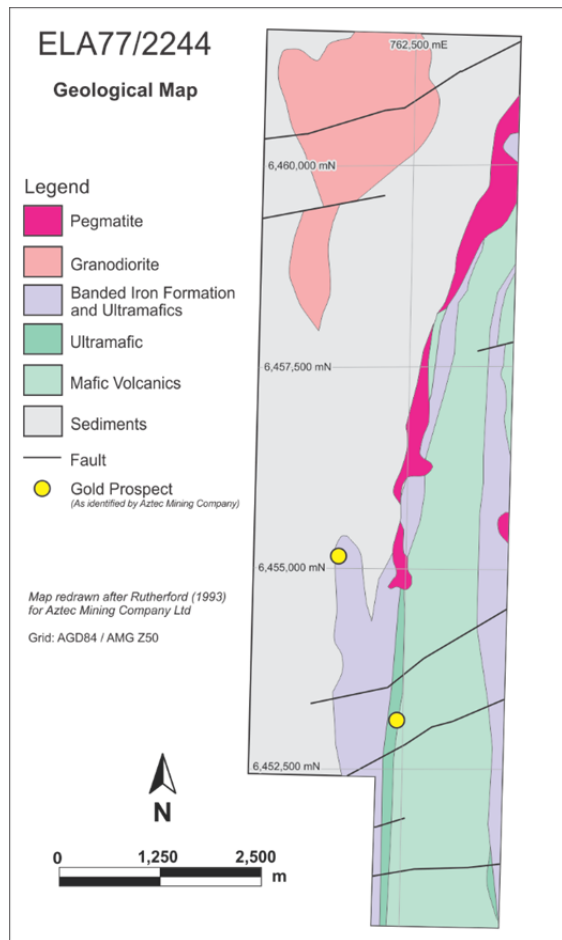 ELA77/2244
Geological Map
762,500 mE
6,460,000 mN
Legend
Pegmatite
Granodiorite
Banded Iron Formation
and Ultramafics
Ultramafic
Mafic Volcanics
Sediments
Fault
Gold Prospect
(As identified by Aztec Mining Company)
6,457,500 mN
6,455,000 mN
Map redrawn after Rutherford (1993)
for Aztec Mining Company Ltd
Grid: AGD84 / AMG Z50
6,452,500 mN
N
0 1,250 2,500
m